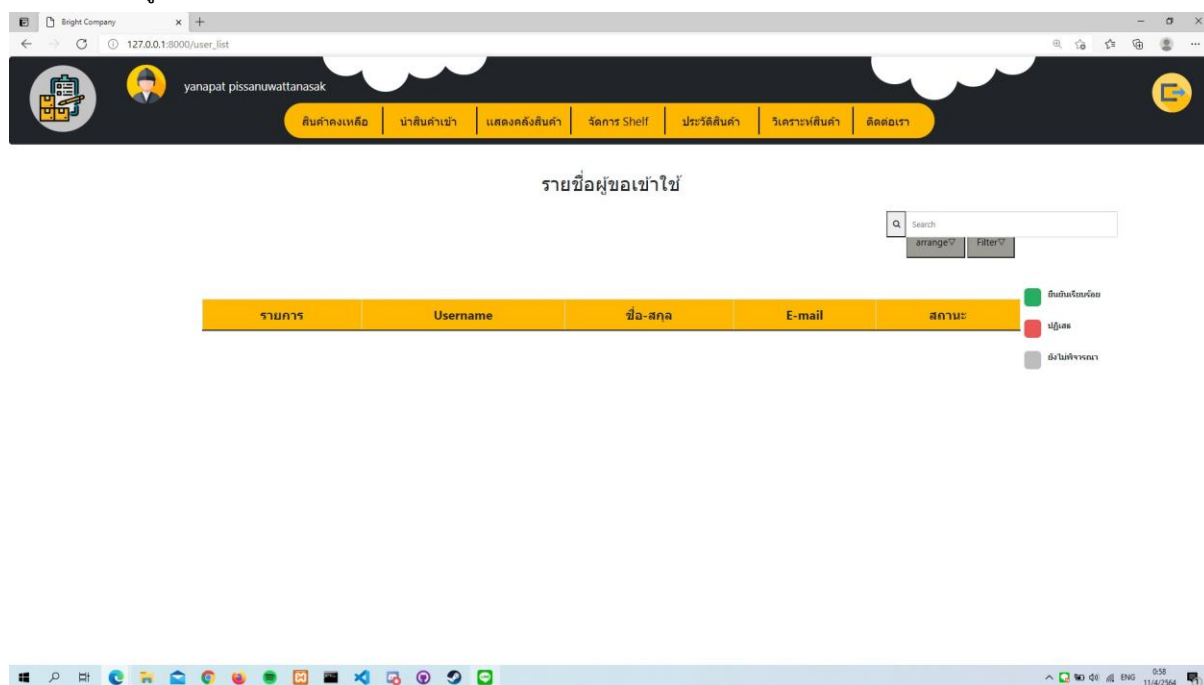 Bright Company
127.0.0.1:8000/user_list
yanapat pissanuwattanasak
สินค้าคงเหลือ นำสินค้าเข้า แสดงคลังสินค้า จัดการ Shelf ประวัติสินค้า วิเคราะห์สินค้า ติดต่อเรา
รายชื่อผู้ขอเข้าใช้
Search
arrange▽ Filter▽
ยืนยันเรียบร้อย
รายการ Username ชื่อ-สกุล E-mail สถานะ
ปฏิเสธ
ยังไม่พิจารณา
ENG
0:58
11/4/2564